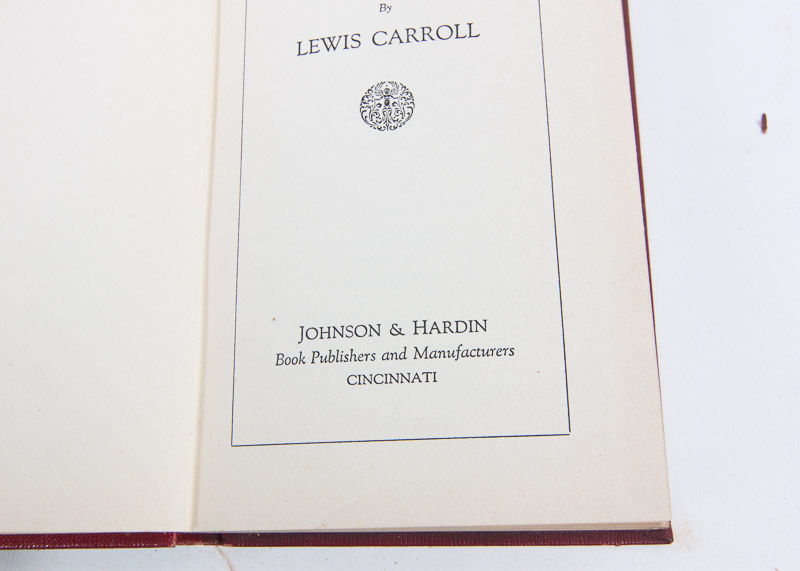 By
LEWIS CARROLL
JOHNSON & HARDIN
Book Publishers and Manufacturers
CINCINNATI